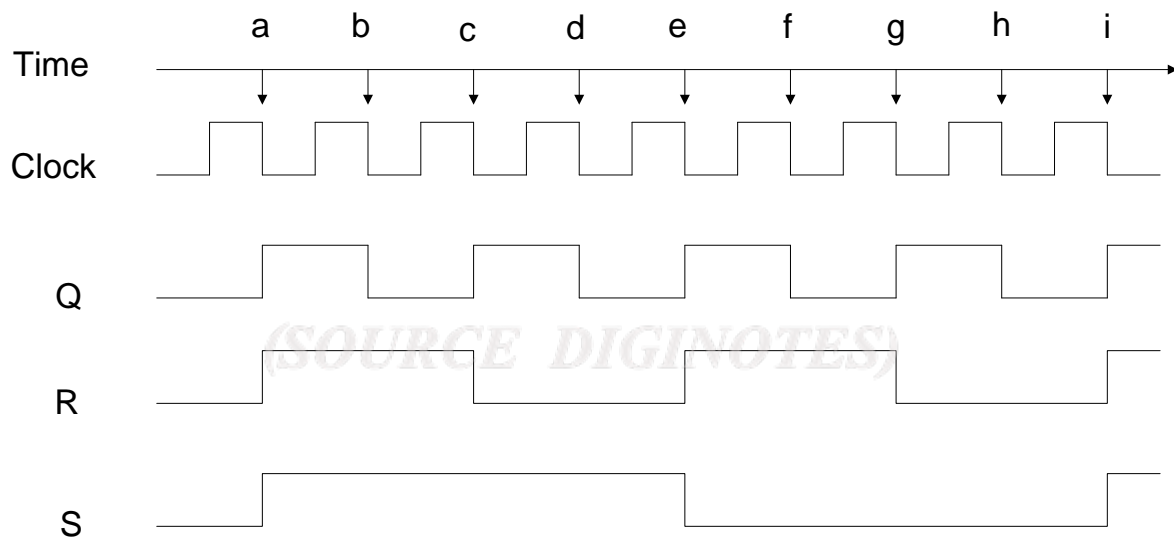 a b c d e f g h i
Time
Clock
Q
(SOURCE DIGINOTES)
R
S